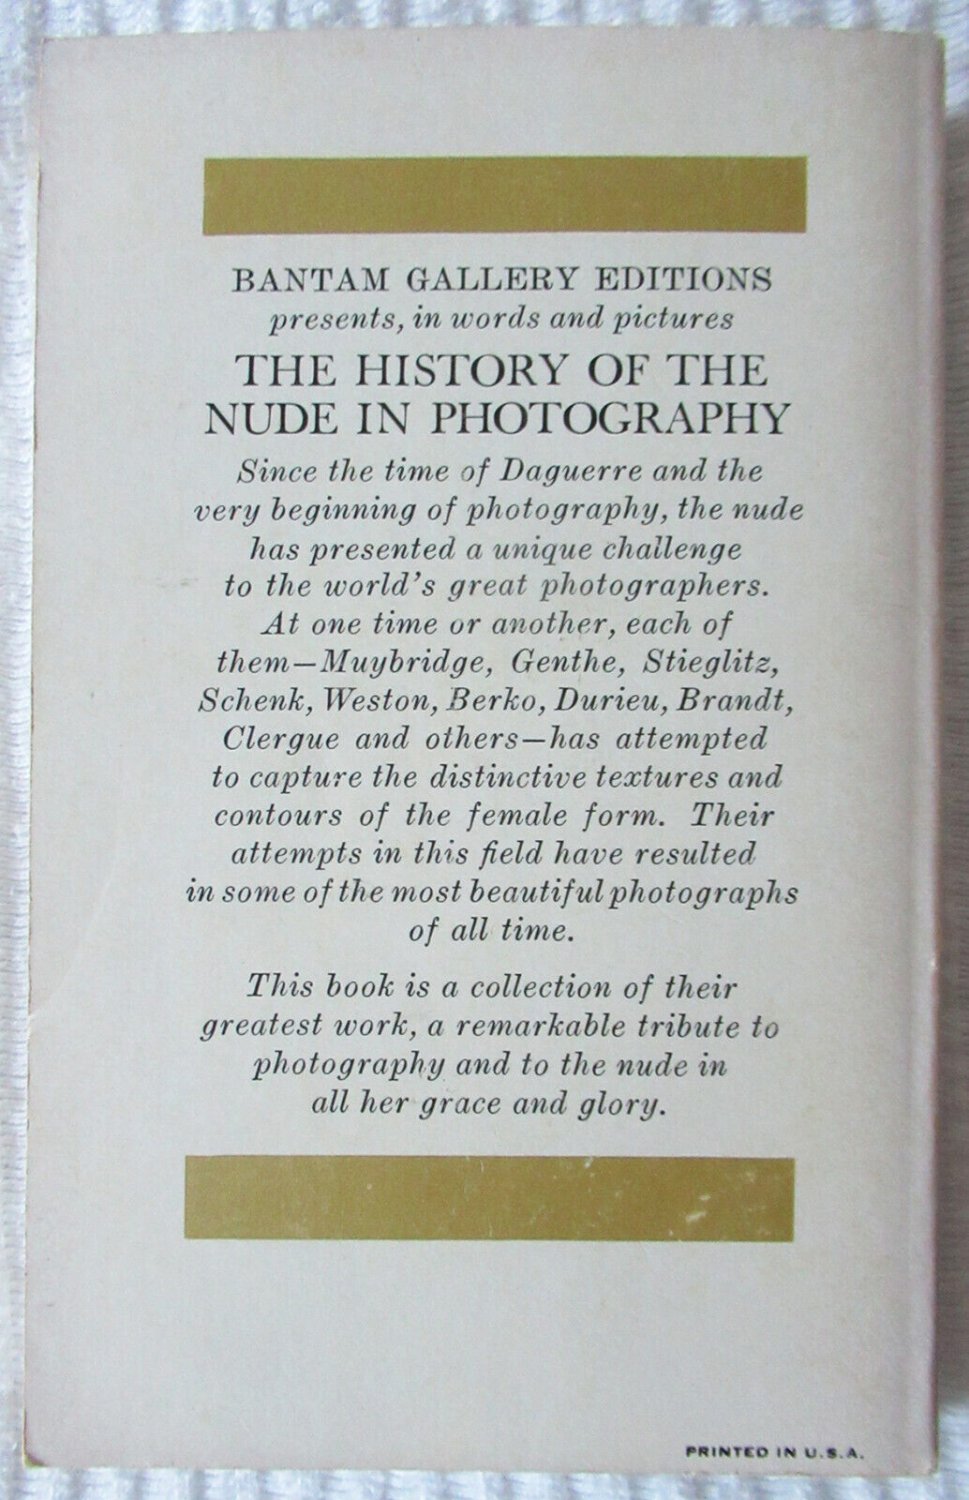 BANTAM GALLERY EDITIONS
presents, in words and pictures
THE HISTORY OF THE
NUDE IN PHOTOGRAPHY
Since the time of Daguerre and the
very beginning of photography, the nude
has presented a unique challenge
to the world's great photographers.
At one time or another, each of
them—Muybridge, Genthe, Stieglitz,
Schenk, Weston, Berko, Durieu, Brandt,
Clergue and others—has attempted
to capture the distinctive textures and
contours of the female form. Their
attempts in this field have resulted
in some of the most beautiful photographs
of all time.
This book is a collection of their
greatest work, a remarkable tribute to
photography and to the nude in
all her grace and glory.
PRINTED IN U.S.A.